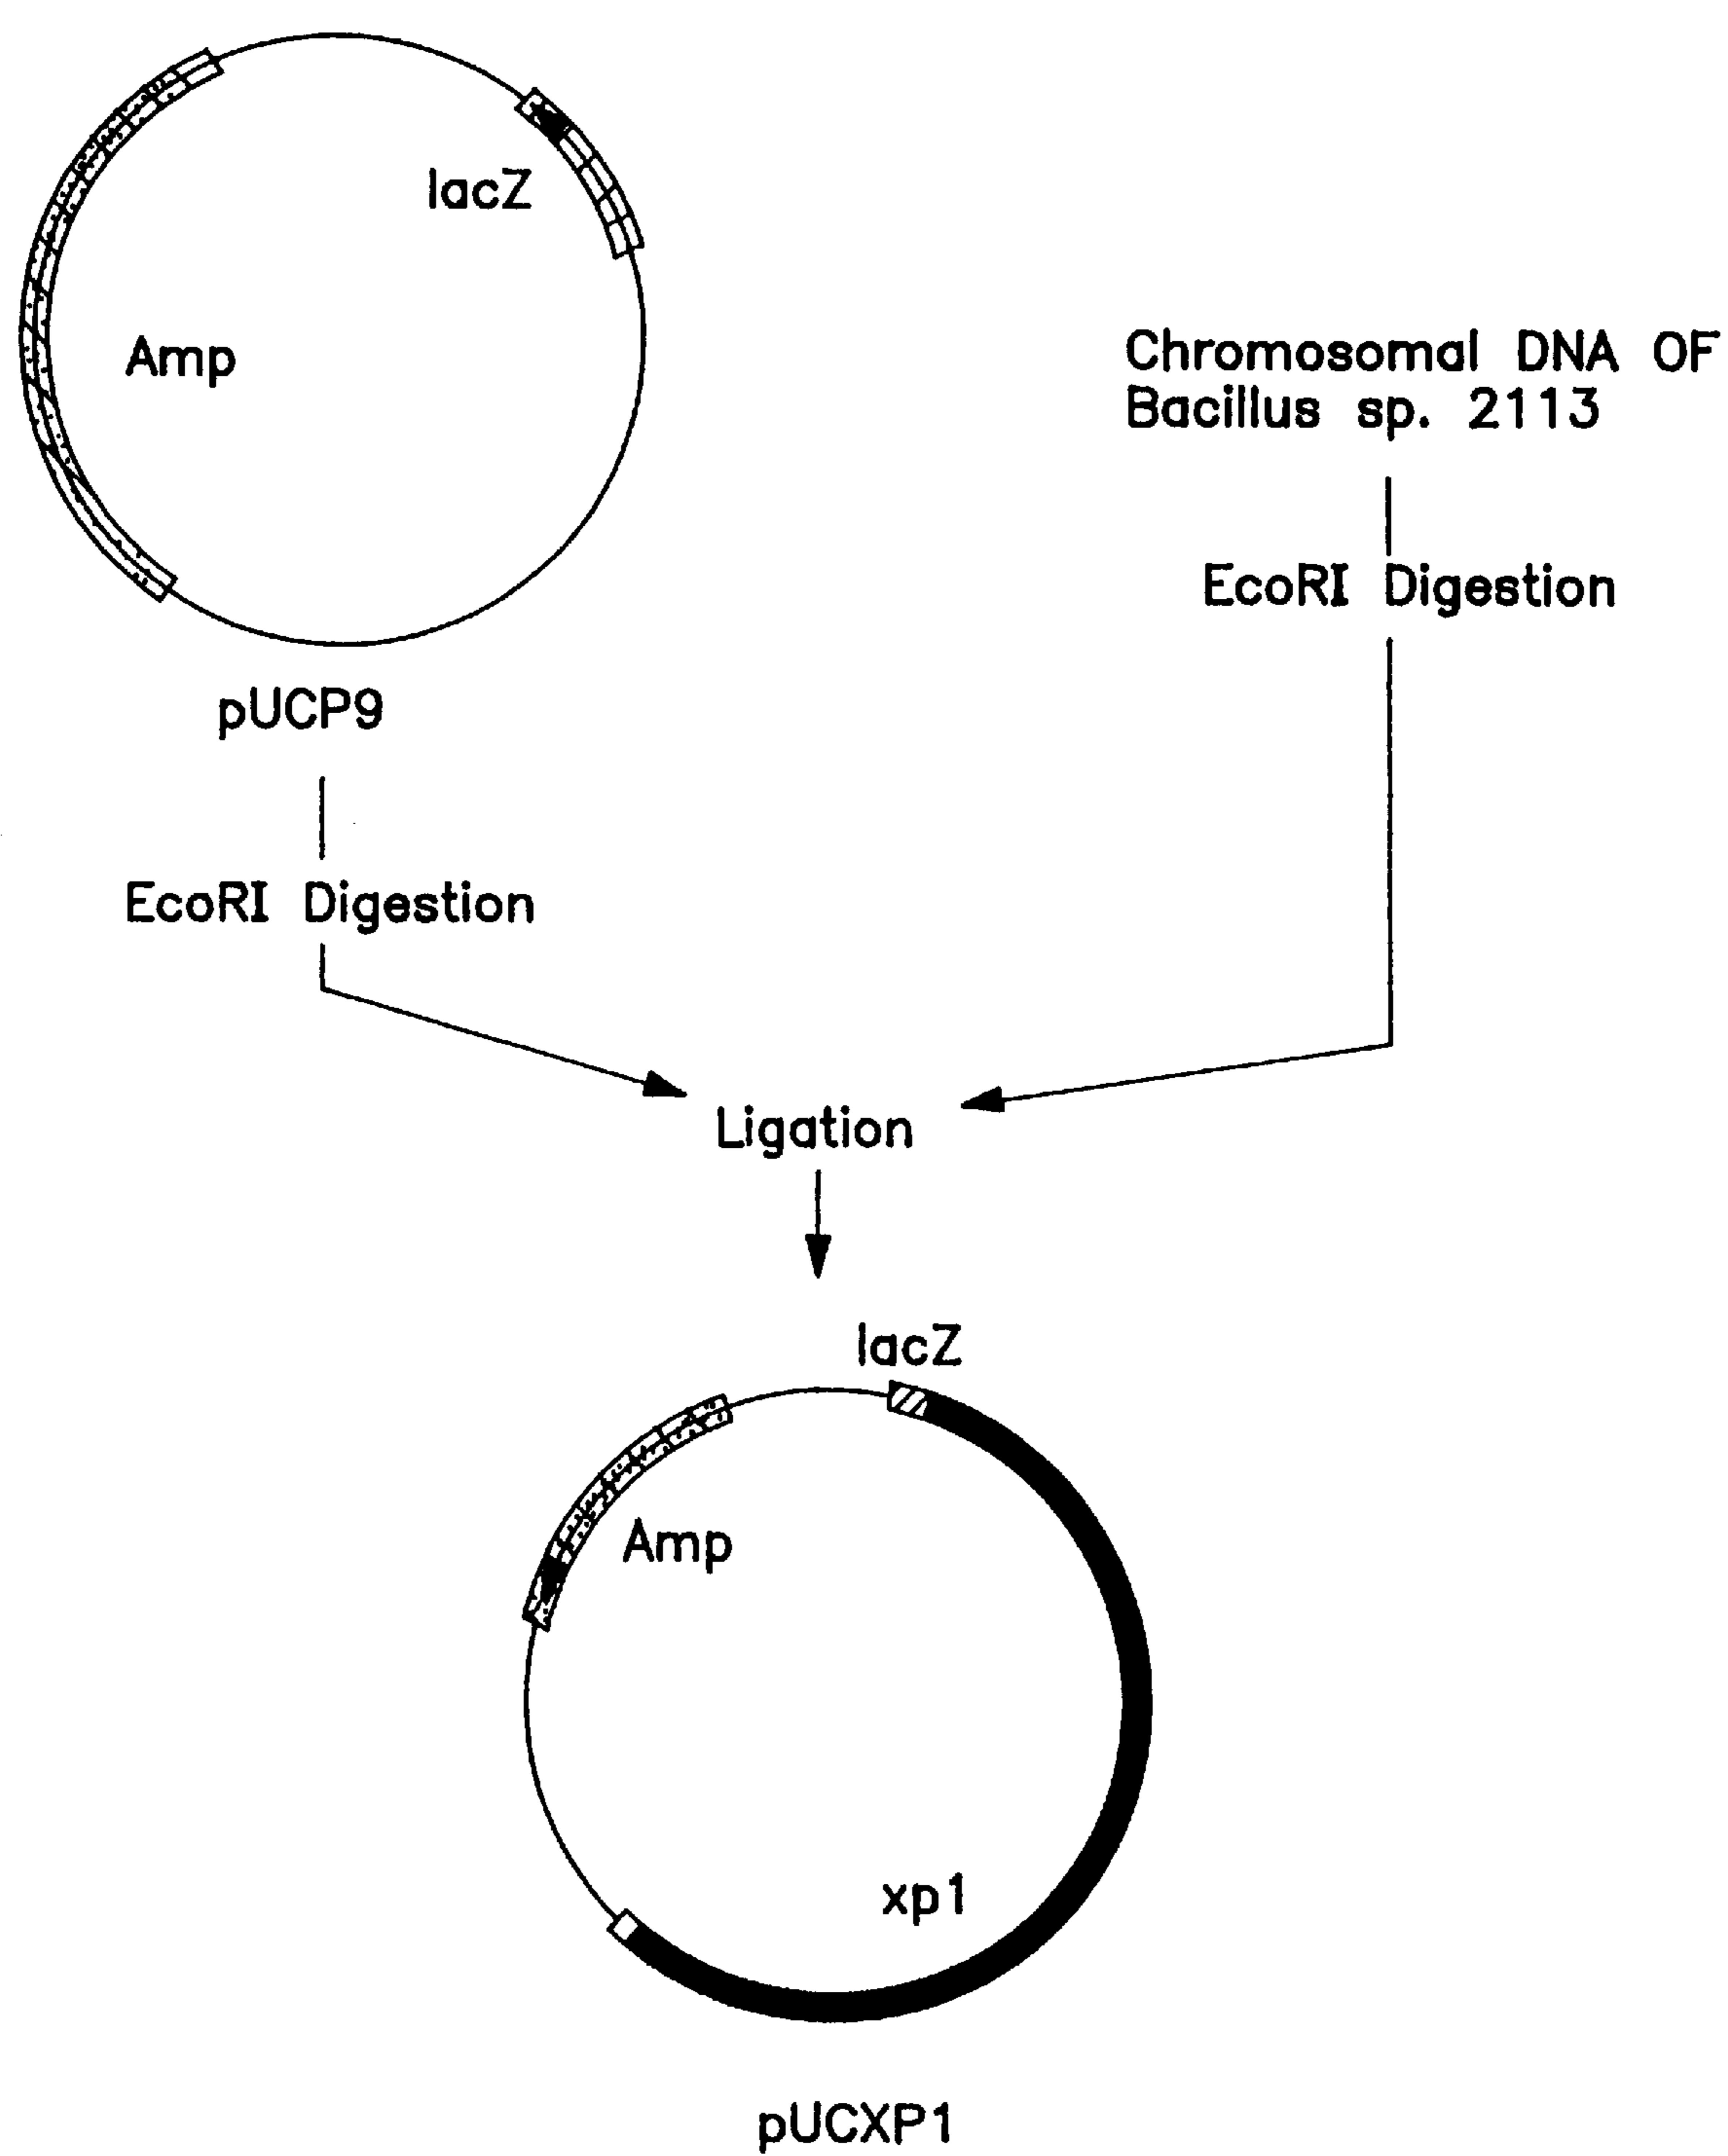 lacZ
Amp
pUCP9
Chromosomal DNA OF
Bacillus sp. 2113
EcoRI Digestion
EcoRI Digestion
Ligation
lacZ
Amp
xp1
pUCXP1